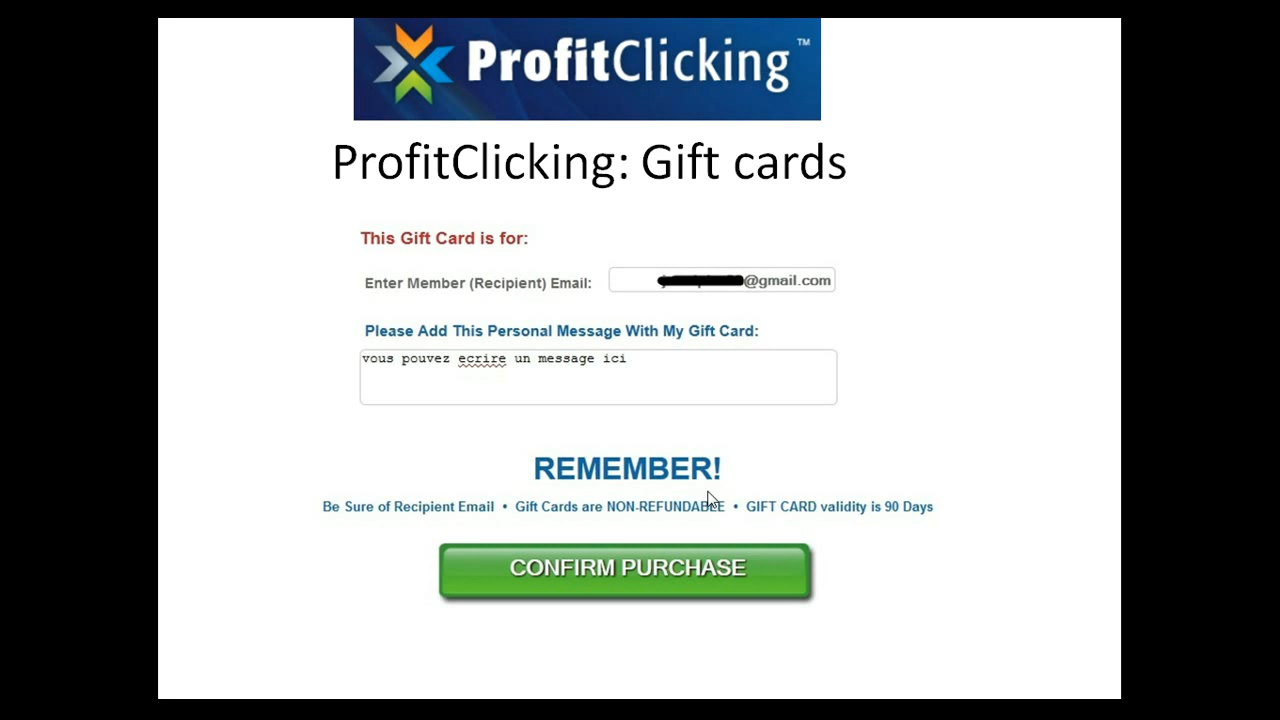 ProfitClicking™
ProfitClicking: Gift cards
This Gift Card is for:
Enter Member (Recipient) Email: @gmail.com
Please Add This Personal Message With My Gift Card:
vous pouvez ecrire un message ici
REMEMBER!
Be Sure of Recipient Email • Gift Cards are NON-REFUNDABLE • GIFT CARD validity is 90 Days
CONFIRM PURCHASE